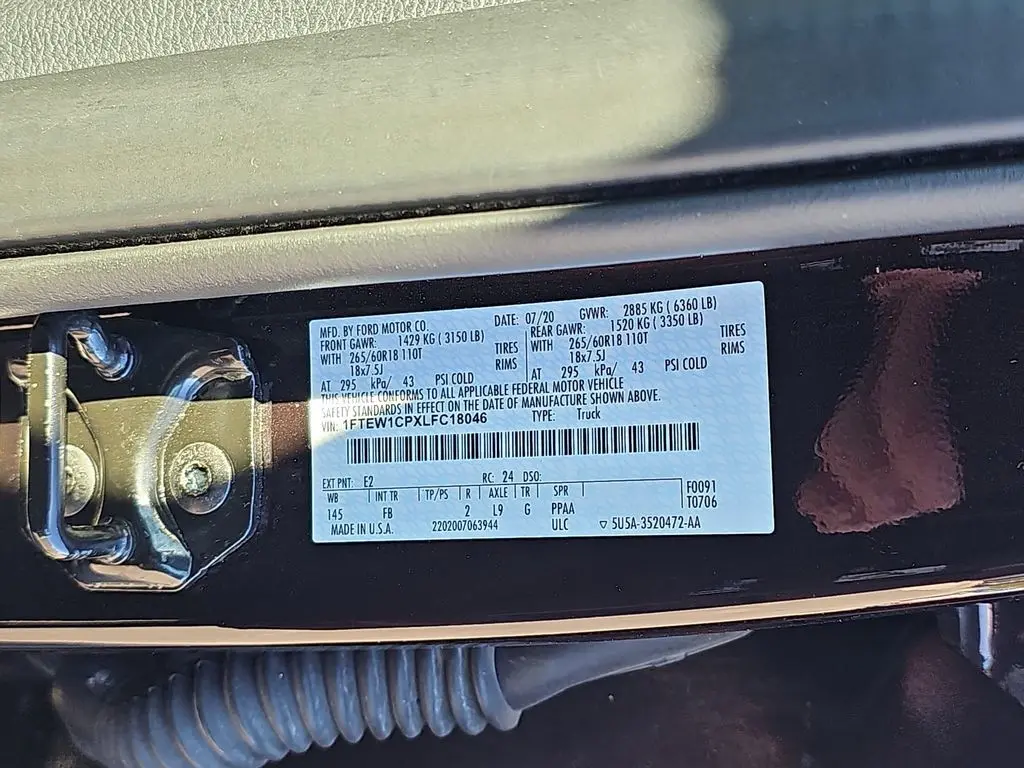 MFD. BY FORD MOTOR CO.
DATE: 07/20
GVWR: 2885 KG ( 6360 LB)
FRONT GAWR: 1429 KG ( 3150 LB)
WITH 265/60R18 110T TIRES
18x7.5J RIMS
AT 295 kPa/ 43 PSI COLD
REAR GAWR: 1520 KG ( 3350 LB)
WITH 265/60R18 110T TIRES
18x7.5J RIMS
AT 295 kPa/ 43 PSI COLD
THIS VEHICLE CONFORMS TO ALL APPLICABLE FEDERAL MOTOR VEHICLE
SAFETY STANDARDS IN EFFECT ON THE DATE OF MANUFACTURE SHOWN ABOVE.
VIN: 1FTEW1CPXLFC18046 TYPE: Truck
EXT PNT: E2 RC: 24 DSO:
WB INT TR TP/PS R AXLE TR SPR
145 FB 2 L9 G PPAA
F0091
T0706
MADE IN U.S.A. 2202007063944 ULC ▽ 5U5A-3520472-AA